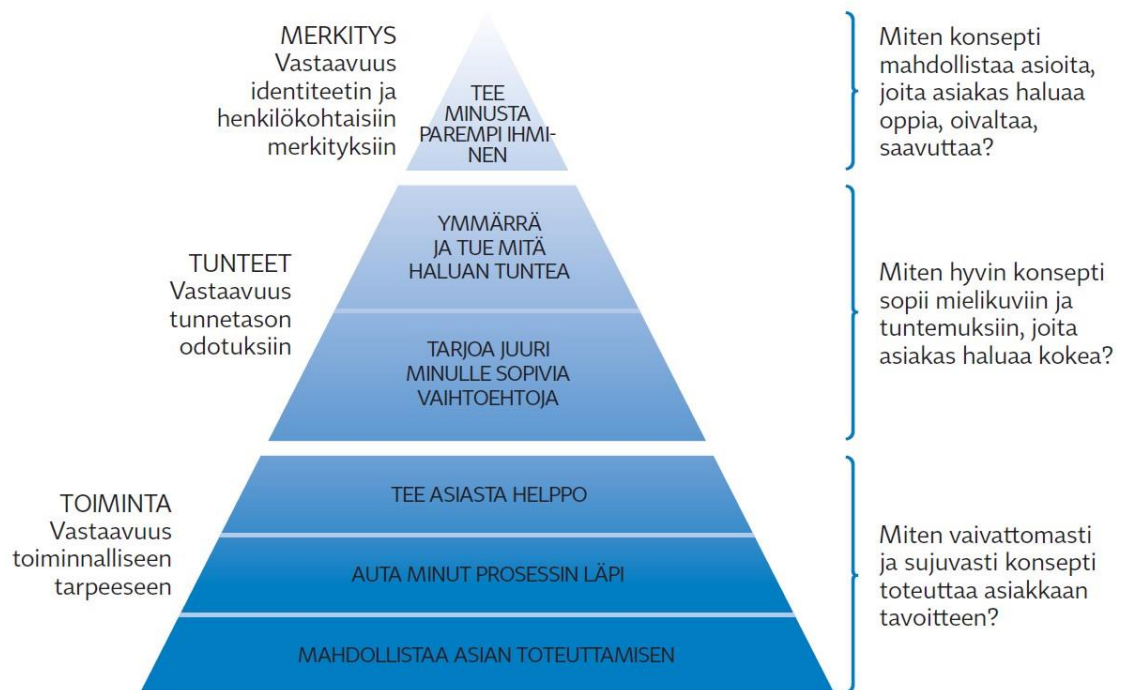 MERKITYS
Vastaavuus
identiteetin ja
henkilökohtaisiin
merkityksiin
TEE
MINUSTA
PAREMPI IHMI-
NEN
Miten konsepti
mahdollistaa asioita,
joita asiakas haluaa
oppia, oivaltaa,
saavuttaa?
TUNTEET
Vastaavuus
tunnetason
odotuksiin
YMMÄRRÄ
JA TUE MITÄ
HALUAN TUNTEA
TARJOA JUURI
MINULLE SOPIVIA
VAIHTOEHTOJA
Miten hyvin konsepti
sopii mielikuviin ja
tuntemuksiin, joita
asiakas haluaa kokea?
TOIMINTA
Vastaavuus
toiminnalliseen
tarpeeseen
TEE ASIASTA HELPPO
AUTA MINUT PROSESSIN LÄPI
MAHDOLLISTAA ASIAN TOTEUTTAMISEN
Miten vaivattomasti
ja sujuvasti konsepti
toteuttaa asiakkaan
tavoitteen?